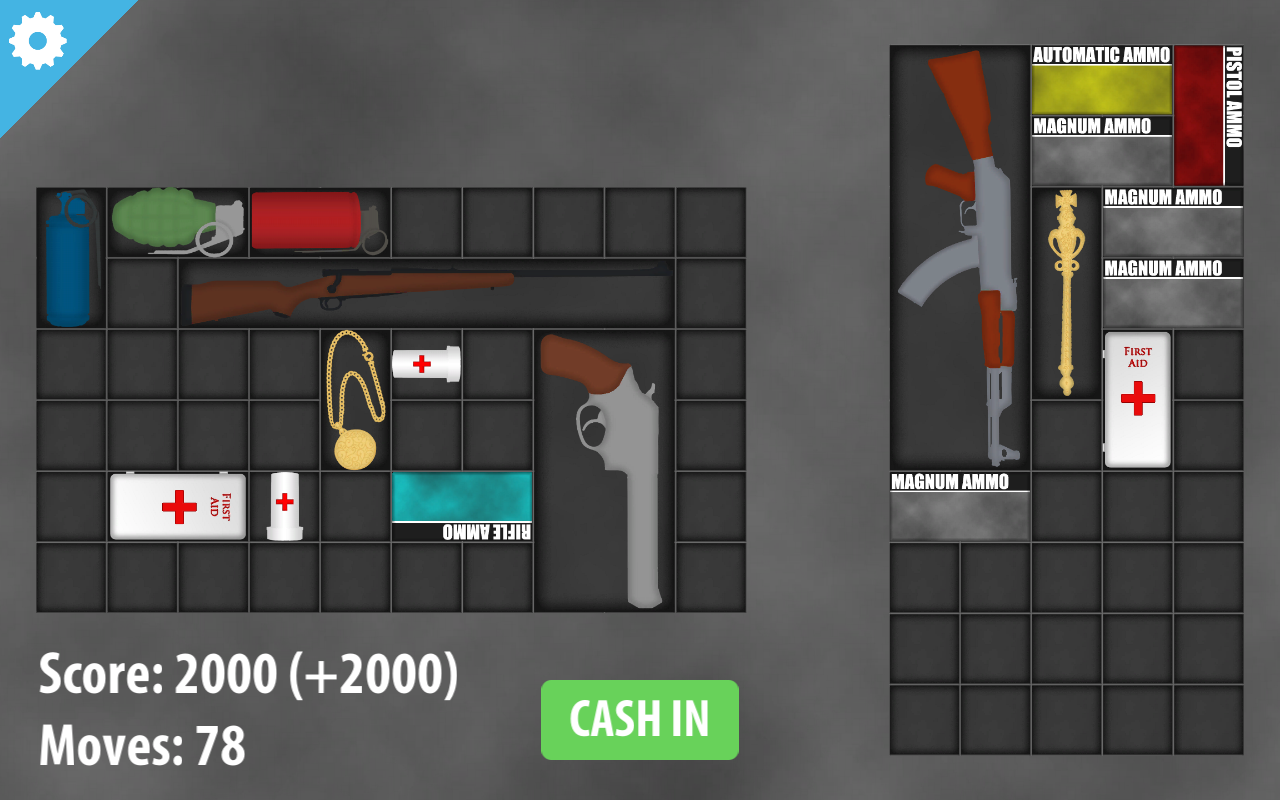 AUTOMATIC AMMO
PISTOL AMMO
MAGNUM AMMO
MAGNUM AMMO
MAGNUM AMMO
FIRST
AID
MAGNUM AMMO
FIRST
AID
RIFLE AMMO
Score: 2000 (+2000)
Moves: 78
CASH IN